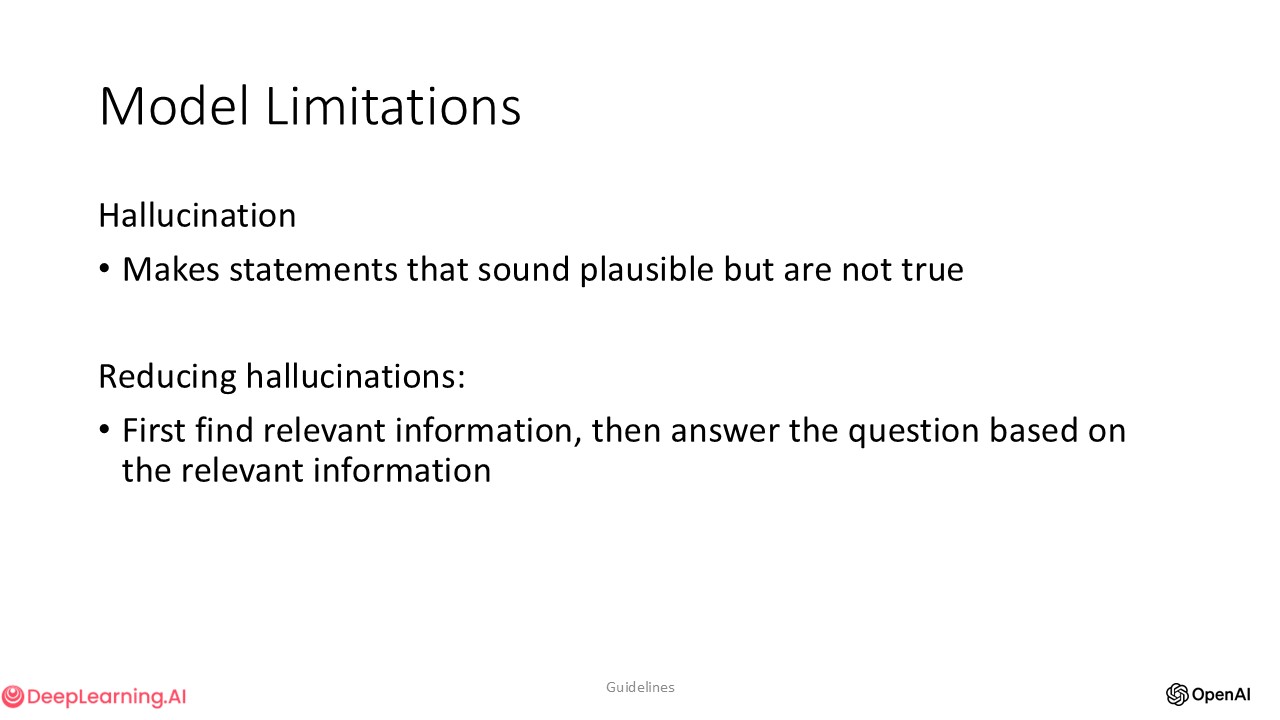 Model Limitations
Hallucination
• Makes statements that sound plausible but are not true
Reducing hallucinations:
• First find relevant information, then answer the question based on
the relevant information
DeepLearning.AI
Guidelines
OpenAI